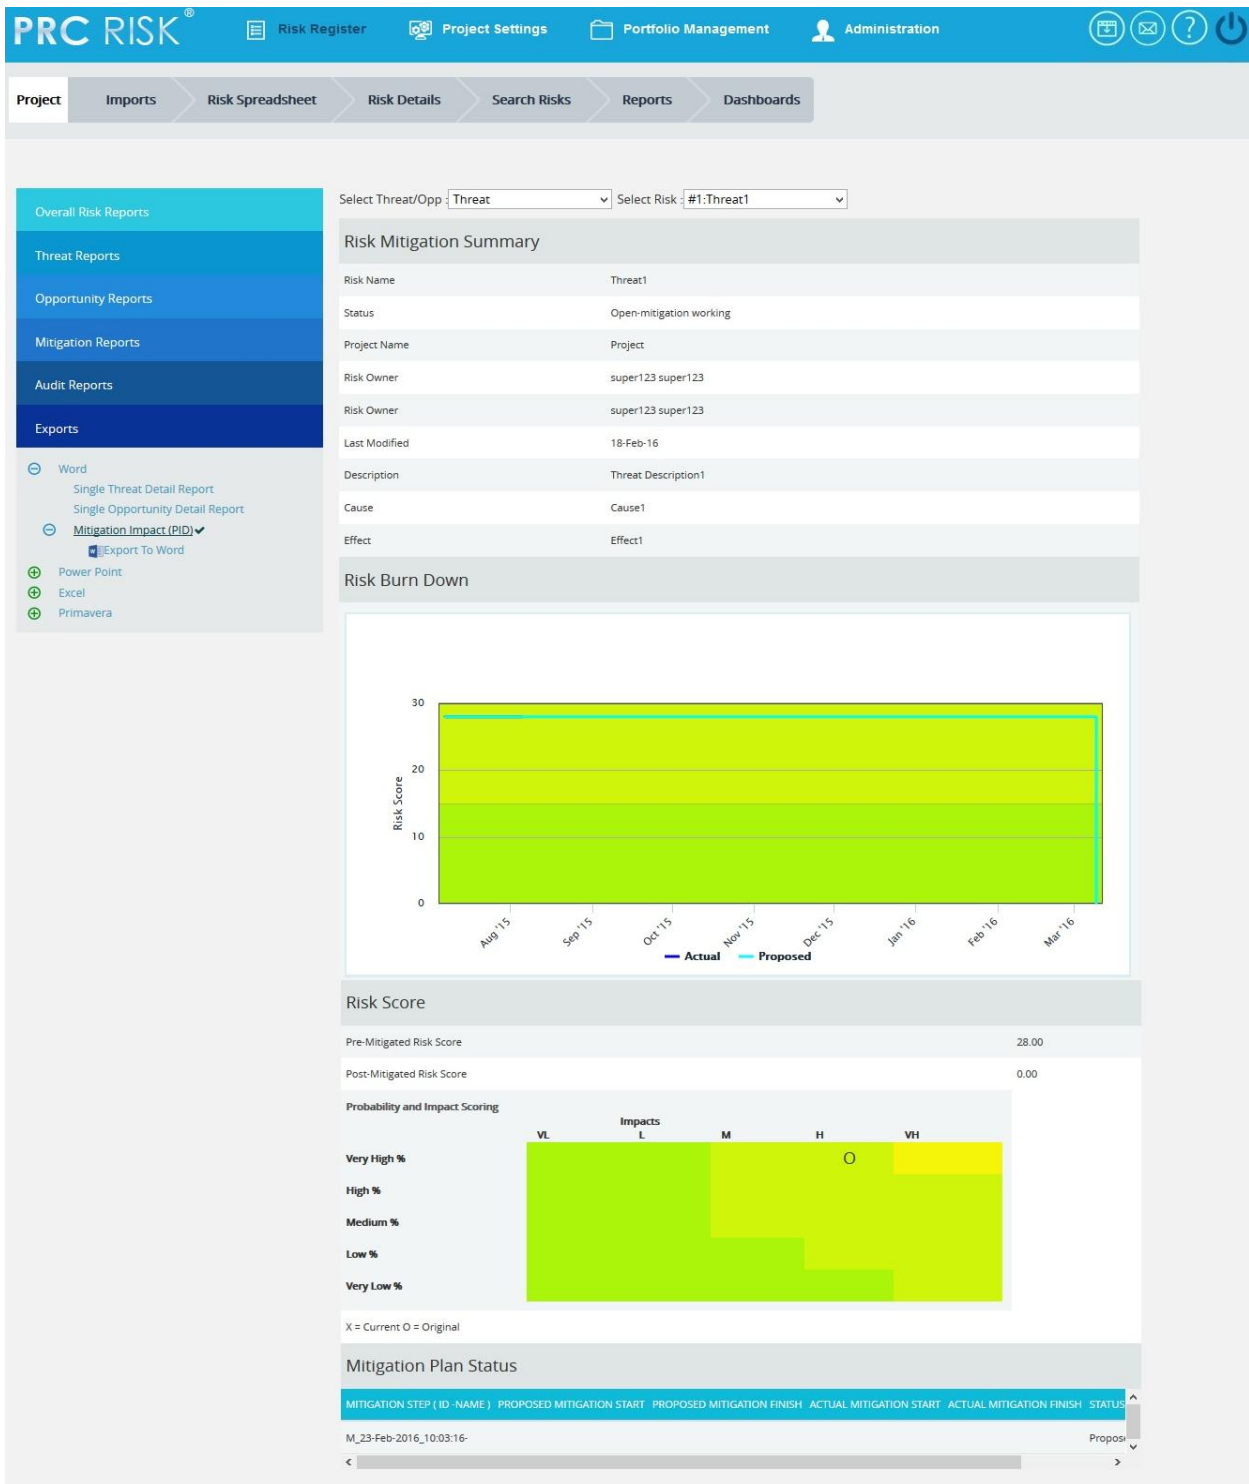 PRC RISK®
Risk Register
Project Settings
Portfolio Management
Administration
?
Project
Imports
Risk Spreadsheet
Risk Details
Search Risks
Reports
Dashboards
Overall Risk Reports
Threat Reports
Opportunity Reports
Mitigation Reports
Audit Reports
Exports
Word
Single Threat Detail Report
Single Opportunity Detail Report
Mitigation Impact (PID)✔
Export To Word
Power Point
Excel
Primavera
Select Threat/Opp : Threat Select Risk : #1:Threat1
Risk Mitigation Summary
Risk Name Threat1
Status Open-mitigation working
Project Name Project
Risk Owner super123 super123
Risk Owner super123 super123
Last Modified 18-Feb-16
Description Threat Description1
Cause Cause1
Effect Effect1
Risk Burn Down
30
20
10
0
Risk Score
Aug '15
Sep '15
Oct '15
Nov '15
Dec '15
Jan '16
Feb '16
Mar '16
Actual Proposed
Risk Score
Pre-Mitigated Risk Score 28.00
Post-Mitigated Risk Score 0.00
Probability and Impact Scoring
Impacts
VL L M H VH
Very High % O
High %
Medium %
Low %
Very Low %
X = Current O = Original
Mitigation Plan Status
MITIGATION STEP ( ID -NAME ) PROPOSED MITIGATION START PROPOSED MITIGATION FINISH ACTUAL MITIGATION START ACTUAL MITIGATION FINISH STATUS
M_23-Feb-2016_10:03:16- Propos